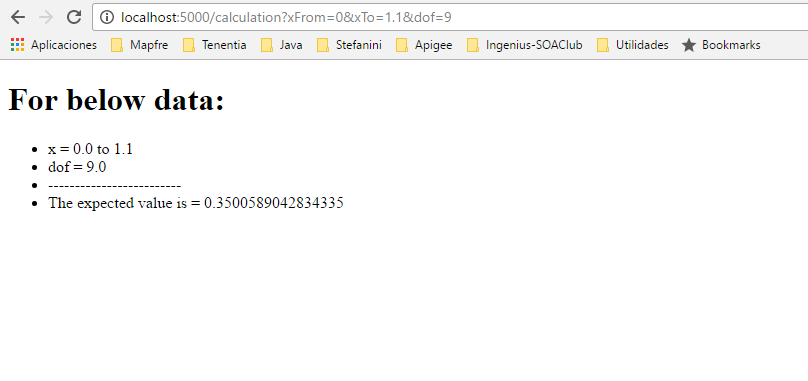 localhost:5000/calculation?xFrom=0&xTo=1.1&dof=9
Aplicaciones Mapfre Tenentia Java Stefanini Apigee Ingenius-SOAClub Utilidades Bookmarks
For below data:
x = 0.0 to 1.1
dof = 9.0
-------------------------
The expected value is = 0.3500589042834335